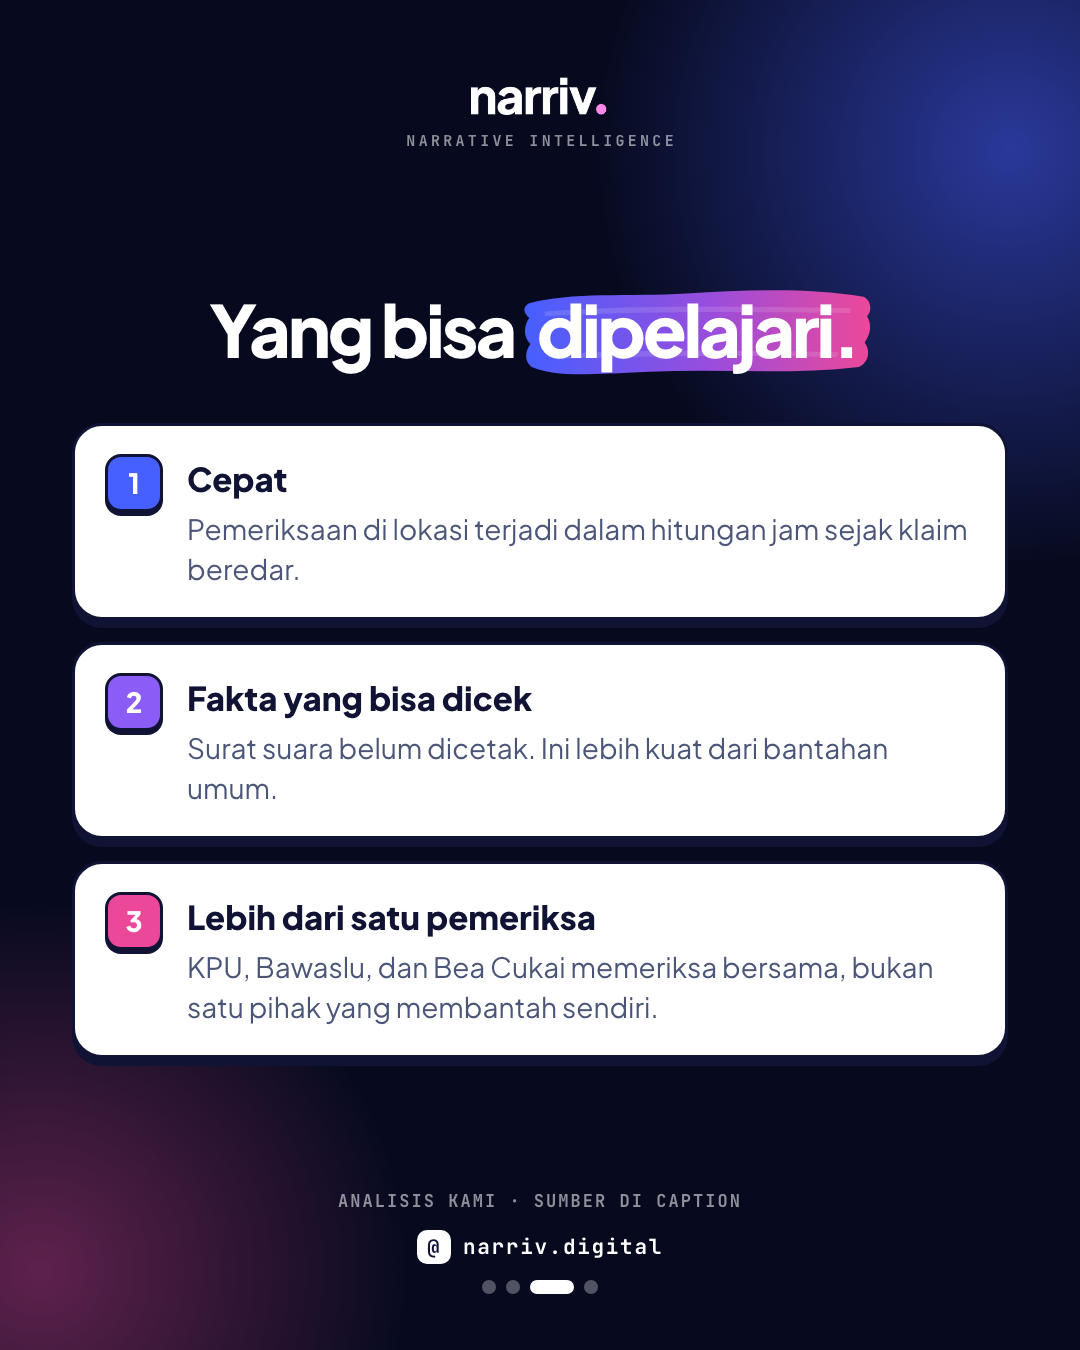 narriv.
NARRATIVE INTELLIGENCE
Yang bisa dipelajari.
1
Cepat
Pemeriksaan di lokasi terjadi dalam hitungan jam sejak klaim
beredar.
2
Fakta yang bisa dicek
Surat suara belum dicetak. Ini lebih kuat dari bantahan
umum.
3
Lebih dari satu pemeriksa
KPU, Bawaslu, dan Bea Cukai memeriksa bersama, bukan
satu pihak yang membantah sendiri.
ANALISIS KAMI · SUMBER DI CAPTION
@ narriv.digital